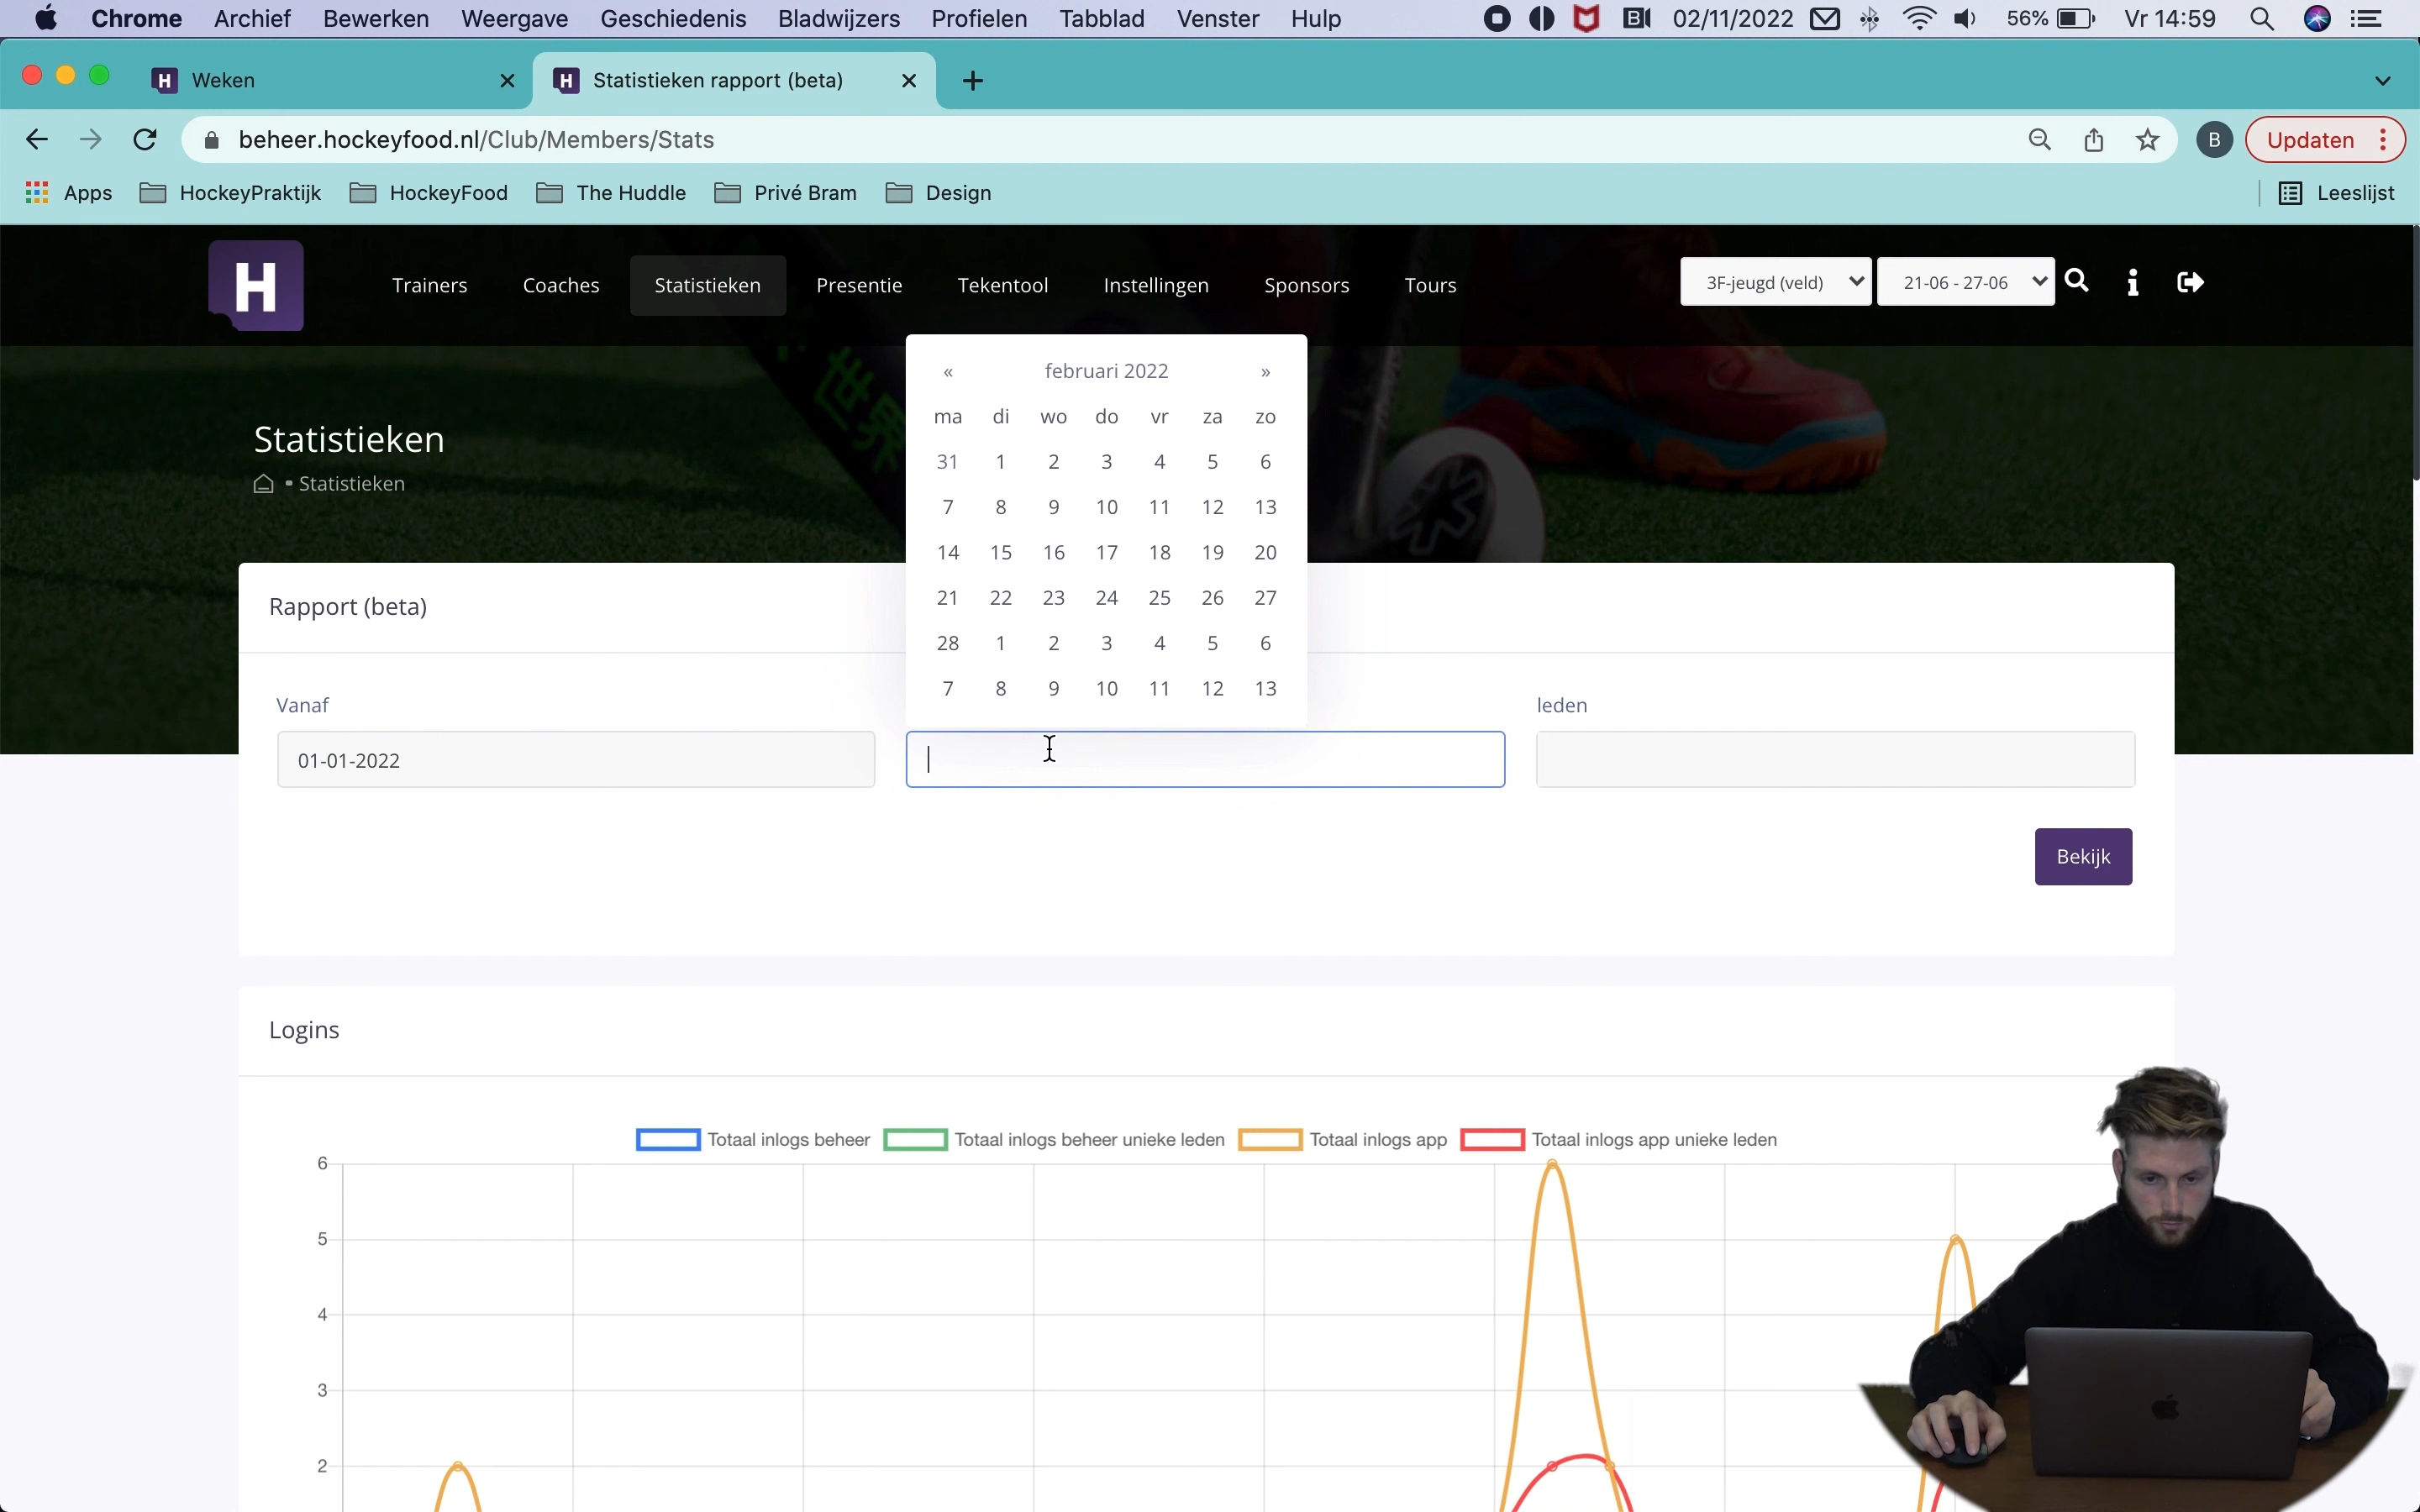 Chrome Archief Bewerken Weergave Geschiedenis Bladwijzers Profielen Tabblad Venster Hulp 02/11/2022 56% Vr 14:59
H Weken H Statistieken rapport (beta)
beheer.hockeyfood.nl/Club/Members/Stats B Updaten
Apps HockeyPraktijk HockeyFood The Huddle Privé Bram Design Leeslijst
H Trainers Coaches Statistieken Presentie Tekentool Instellingen Sponsors Tours 3F-jeugd (veld) 21-06 - 27-06
« februari 2022 »
ma di wo do vr za zo
31 1 2 3 4 5 6
7 8 9 10 11 12 13
14 15 16 17 18 19 20
21 22 23 24 25 26 27
28 1 2 3 4 5 6
7 8 9 10 11 12 13
世界
Statistieken
Statistieken
Rapport (beta)
Vanaf leden
01-01-2022
Bekijk
Logins
Totaal inlogs beheer Totaal inlogs beheer unieke leden Totaal inlogs app Totaal inlogs app unieke leden
6
5
4
3
2